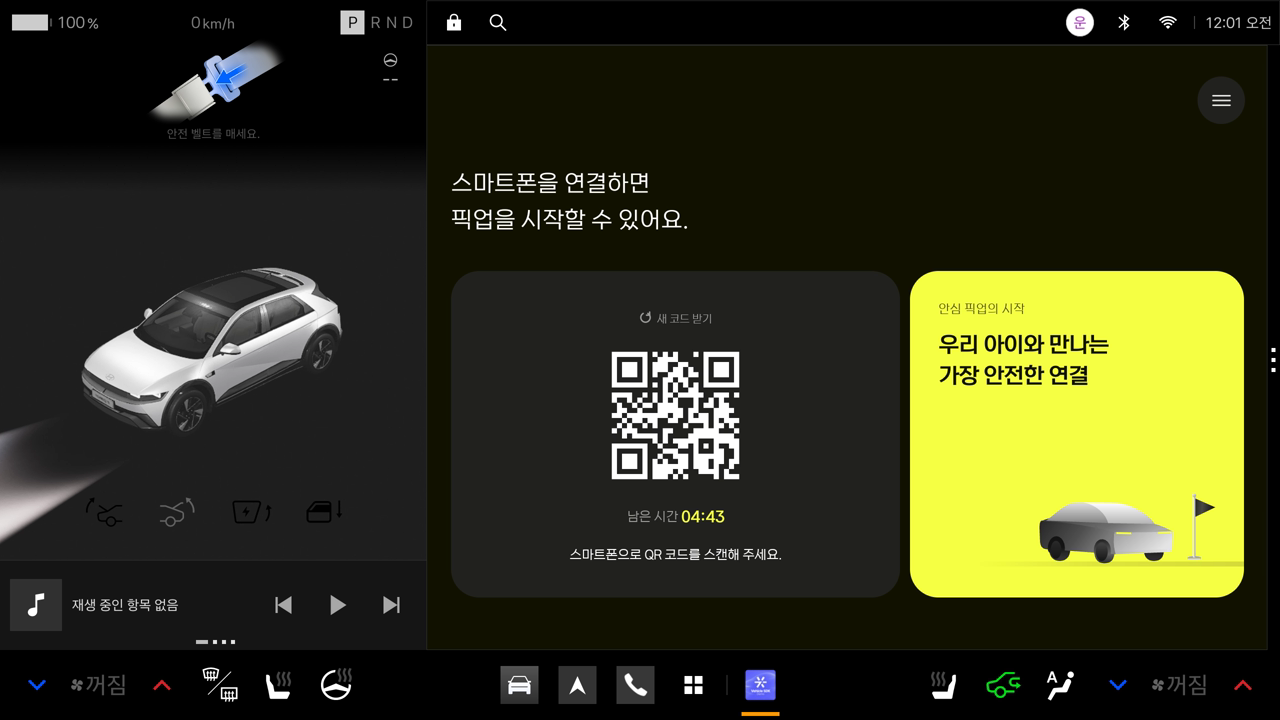 100%
0 km/h
P R N D
운
12:01 오전
--
안전 벨트를 매세요.
스마트폰을 연결하면
픽업을 시작할 수 있어요.
새 코드 받기
남은 시간 04:43
스마트폰으로 QR 코드를 스캔해 주세요.
안심 픽업의 시작
우리 아이와 만나는
가장 안전한 연결
재생 중인 항목 없음
꺼짐
A
꺼짐